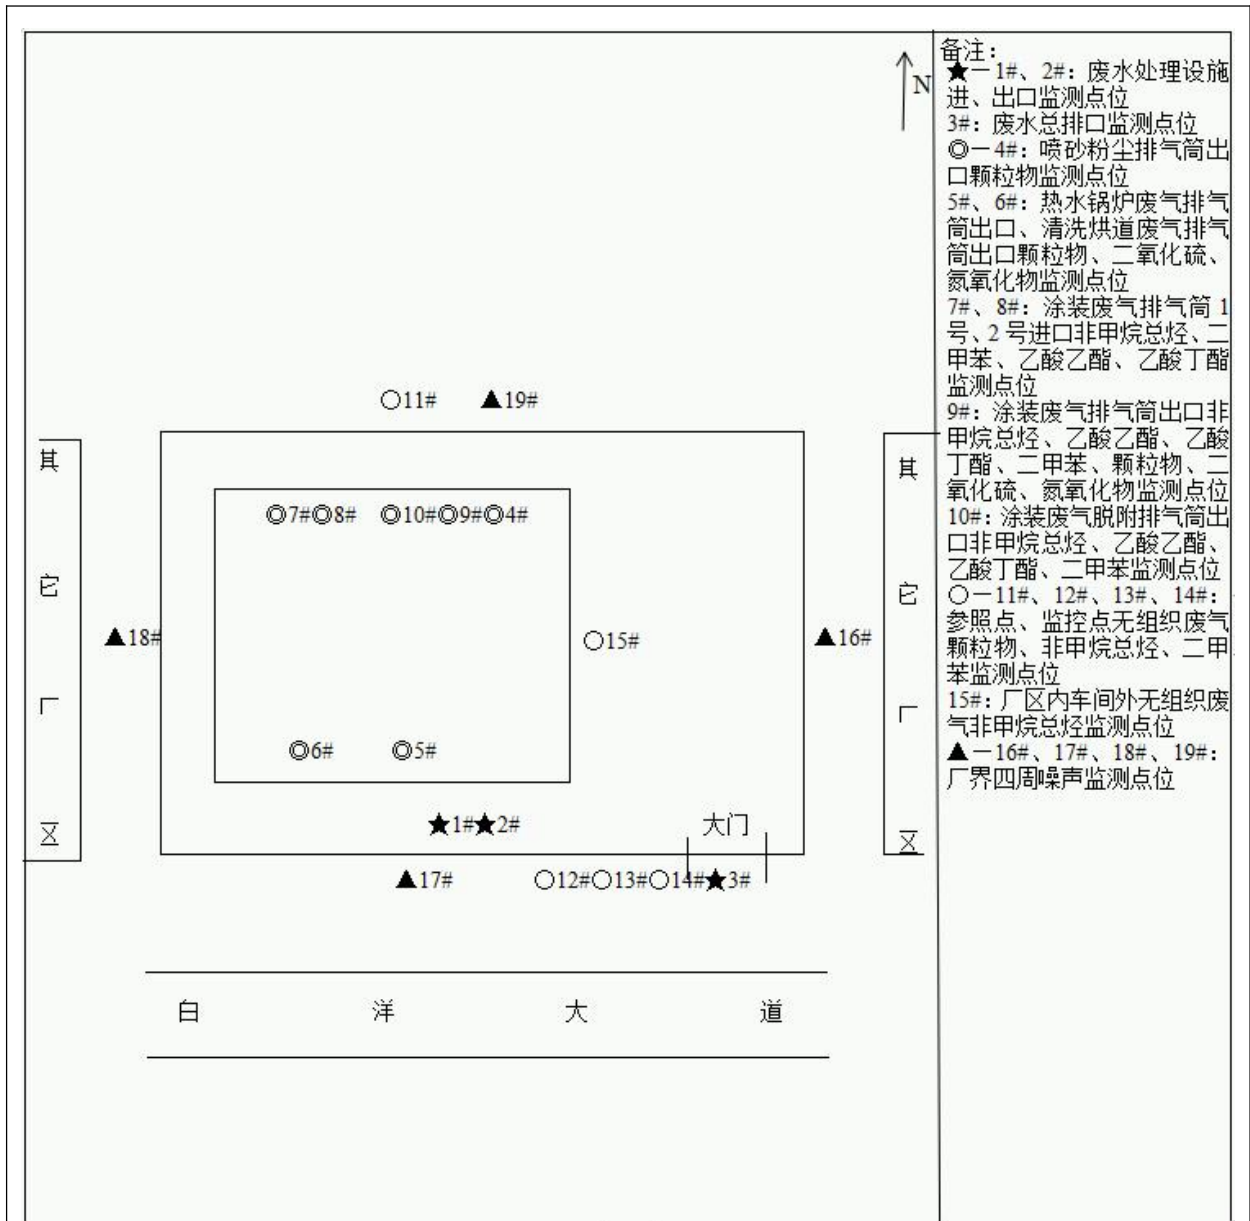 备注：
N
★－1#、2#：废水处理设施
进、出口监测点位
3#：废水总排口监测点位
◎－4#：喷砂粉尘排气筒出
口颗粒物监测点位
5#、6#：热水锅炉废气排气
筒出口、清洗烘道废气排气
筒出口颗粒物、二氧化硫、
氮氧化物监测点位
7#、8#：涂装废气排气筒 1
号、2 号进口非甲烷总烃、二
甲苯、乙酸乙酯、乙酸丁酯
监测点位
9#：涂装废气排气筒出口非
甲烷总烃、乙酸乙酯、乙酸
丁酯、二甲苯、颗粒物、二
氧化硫、氮氧化物监测点位
10#：涂装废气脱附排气筒出
口非甲烷总烃、乙酸乙酯、
乙酸丁酯、二甲苯监测点位
○－11#、12#、13#、14#：
参照点、监控点无组织废气
颗粒物、非甲烷总烃、二甲
苯监测点位
15#：厂区内车间外无组织废
气非甲烷总烃监测点位
▲－16#、17#、18#、19#：
厂界四周噪声监测点位
○11# ▲19#
其它厂区
◎7#◎8# ◎10#◎9#◎4#
▲18#
○15#
▲16#
其它厂区
◎6# ◎5#
★1#★2#
大门
▲17# ○12#○13#○14#★3#
白洋大道